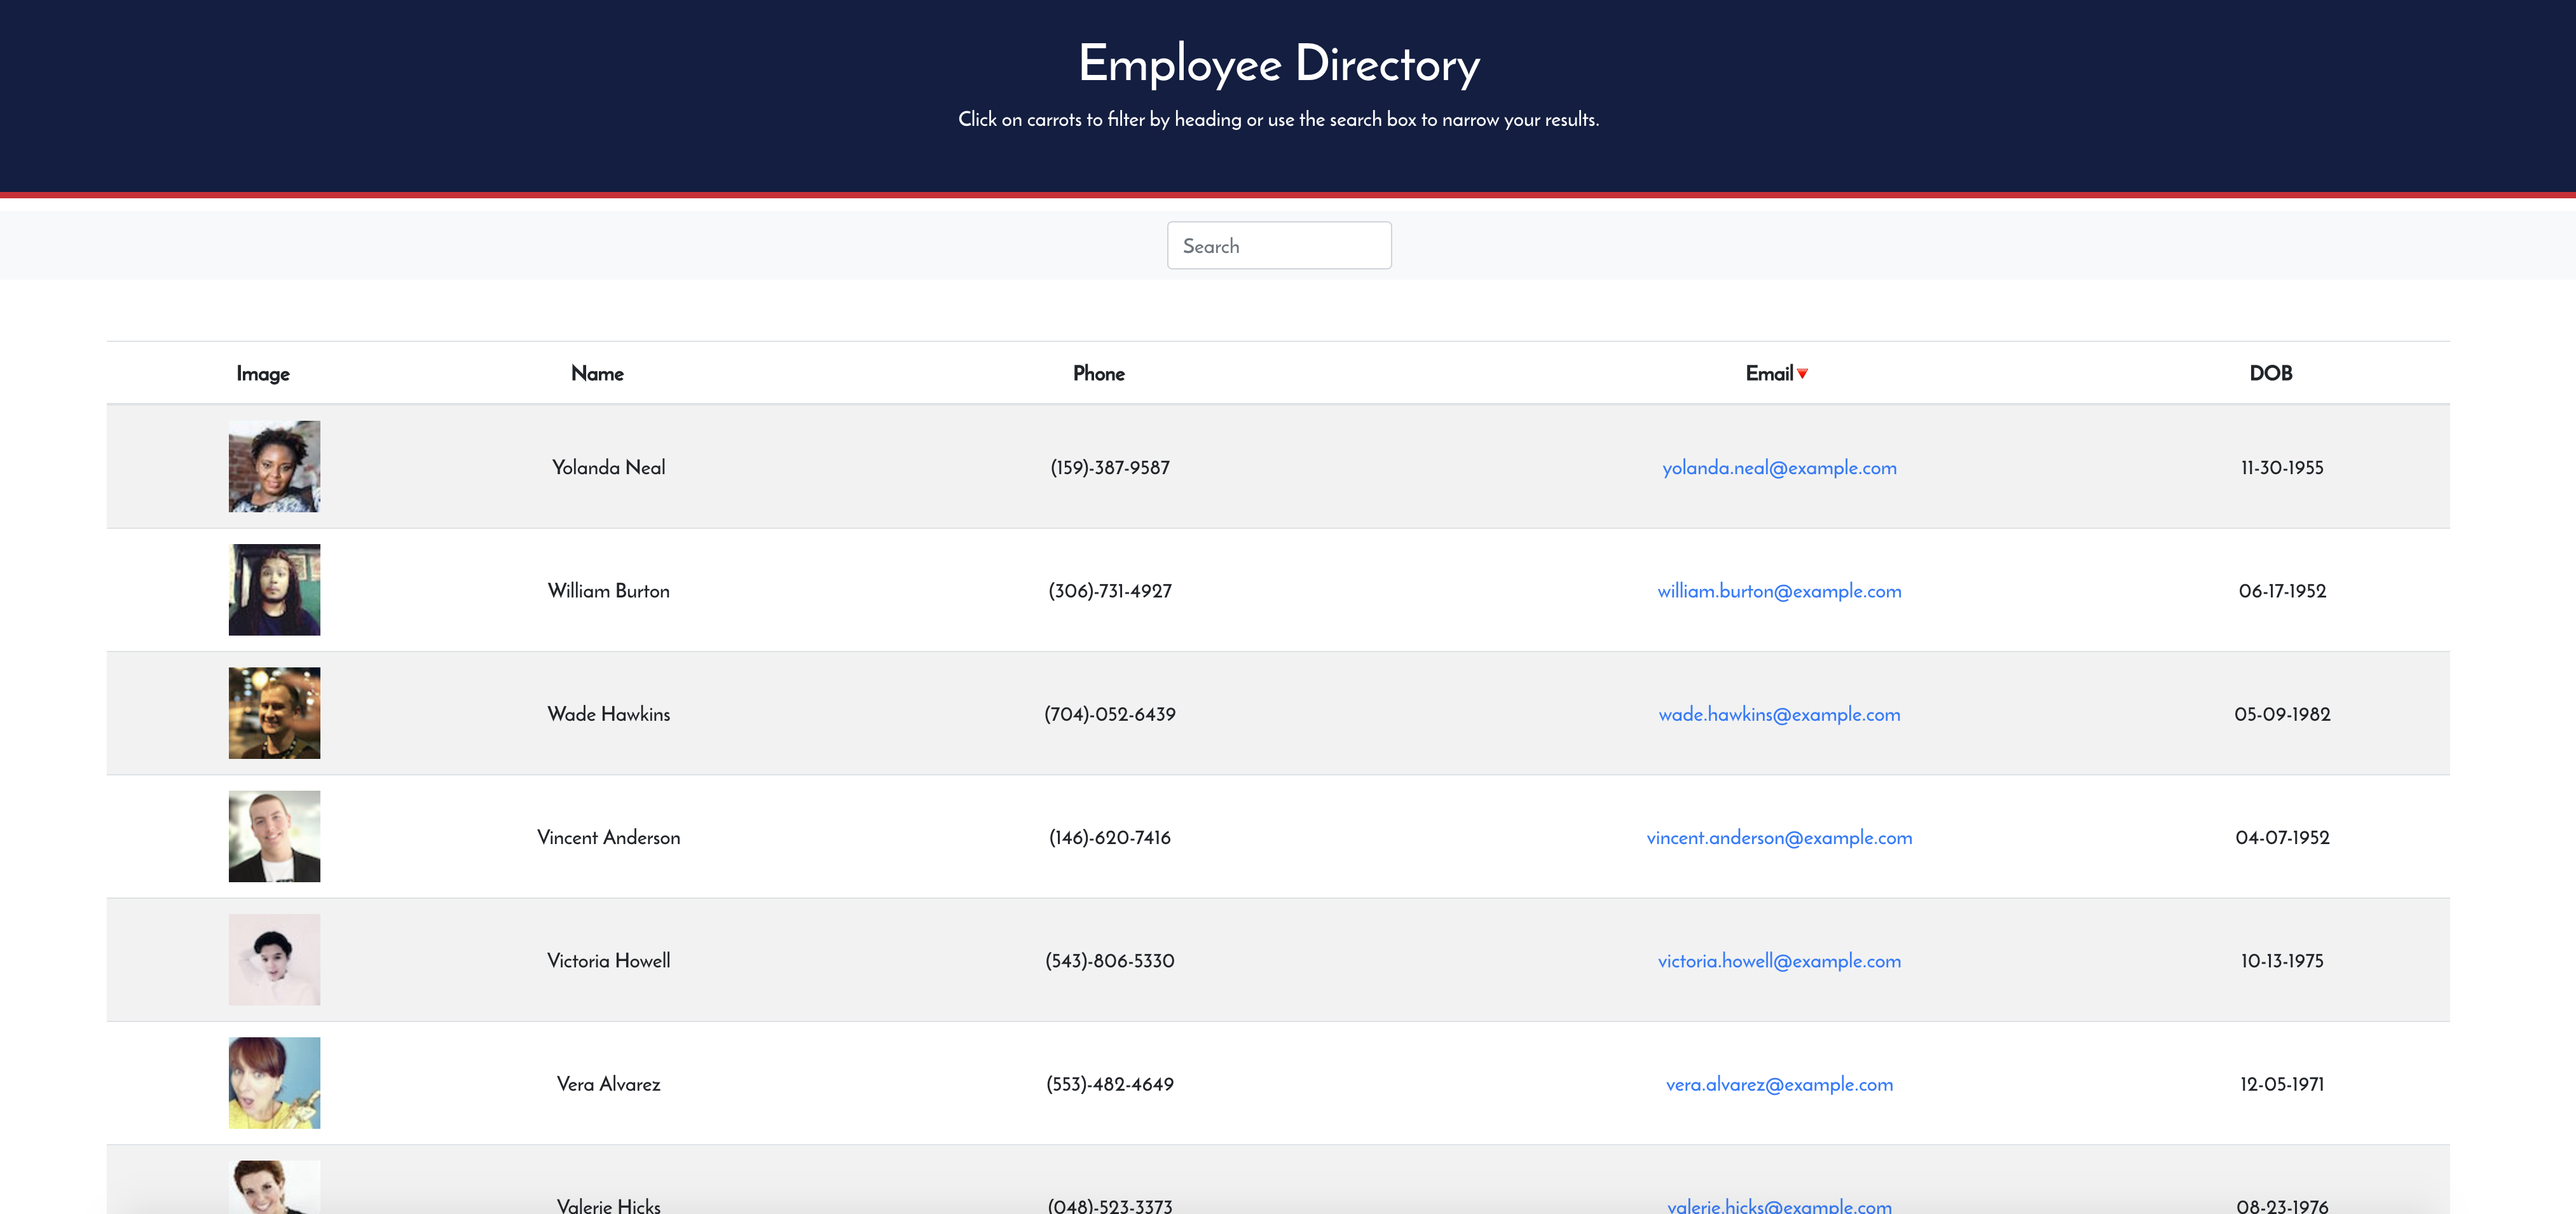 Employee Directory
Click on carrots to filter by heading or use the search box to narrow your results.
Search
Image Name Phone Email DOB
Yolanda Neal (159)-387-9587 yolanda.neal@example.com 11-30-1955
William Burton (306)-731-4927 william.burton@example.com 06-17-1952
Wade Hawkins (704)-052-6439 wade.hawkins@example.com 05-09-1982
Vincent Anderson (146)-620-7416 vincent.anderson@example.com 04-07-1952
Victoria Howell (543)-806-5330 victoria.howell@example.com 10-13-1975
Vera Alvarez (553)-482-4649 vera.alvarez@example.com 12-05-1971
Valerie Hicks (048)-523-3373 valerie.hicks@example.com 08-23-1976